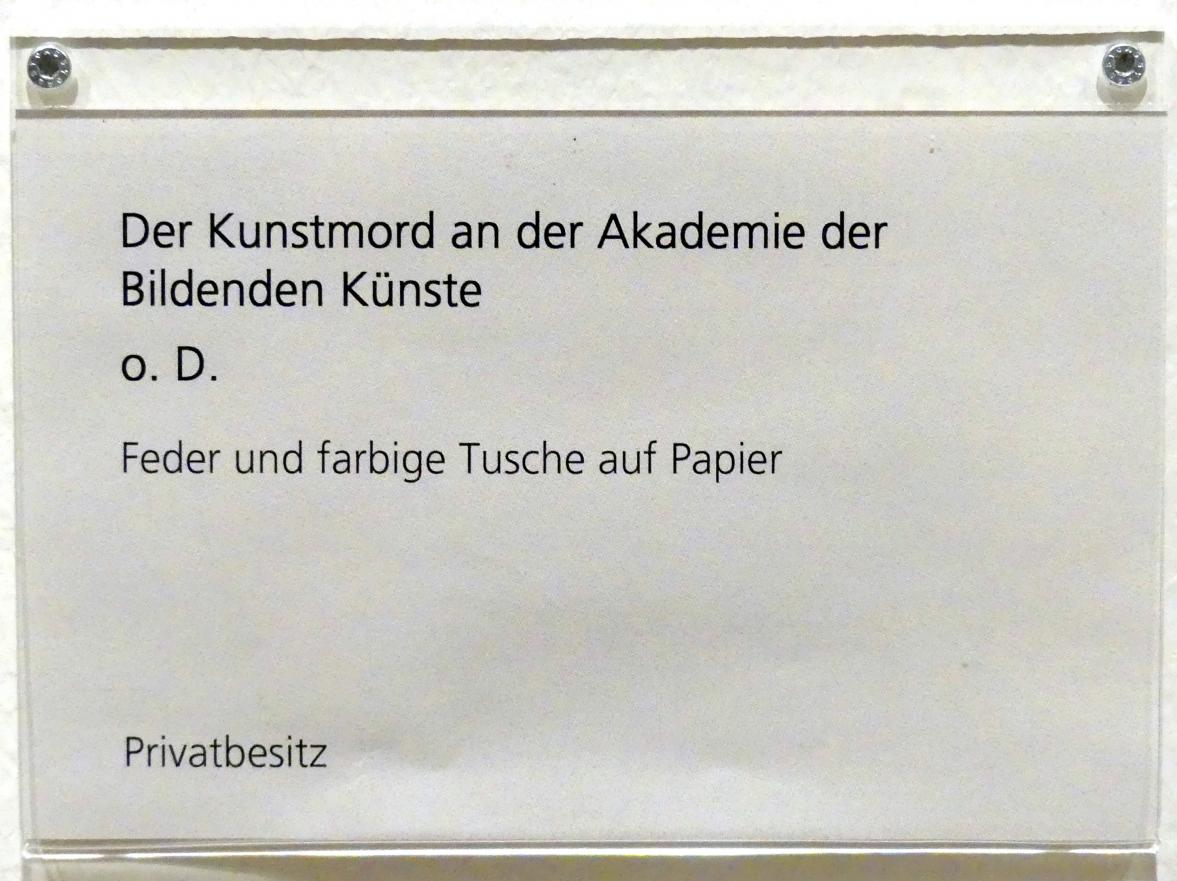 Der Kunstmord an der Akademie der
Bildenden Künste
o. D.
Feder und farbige Tusche auf Papier
Privatbesitz